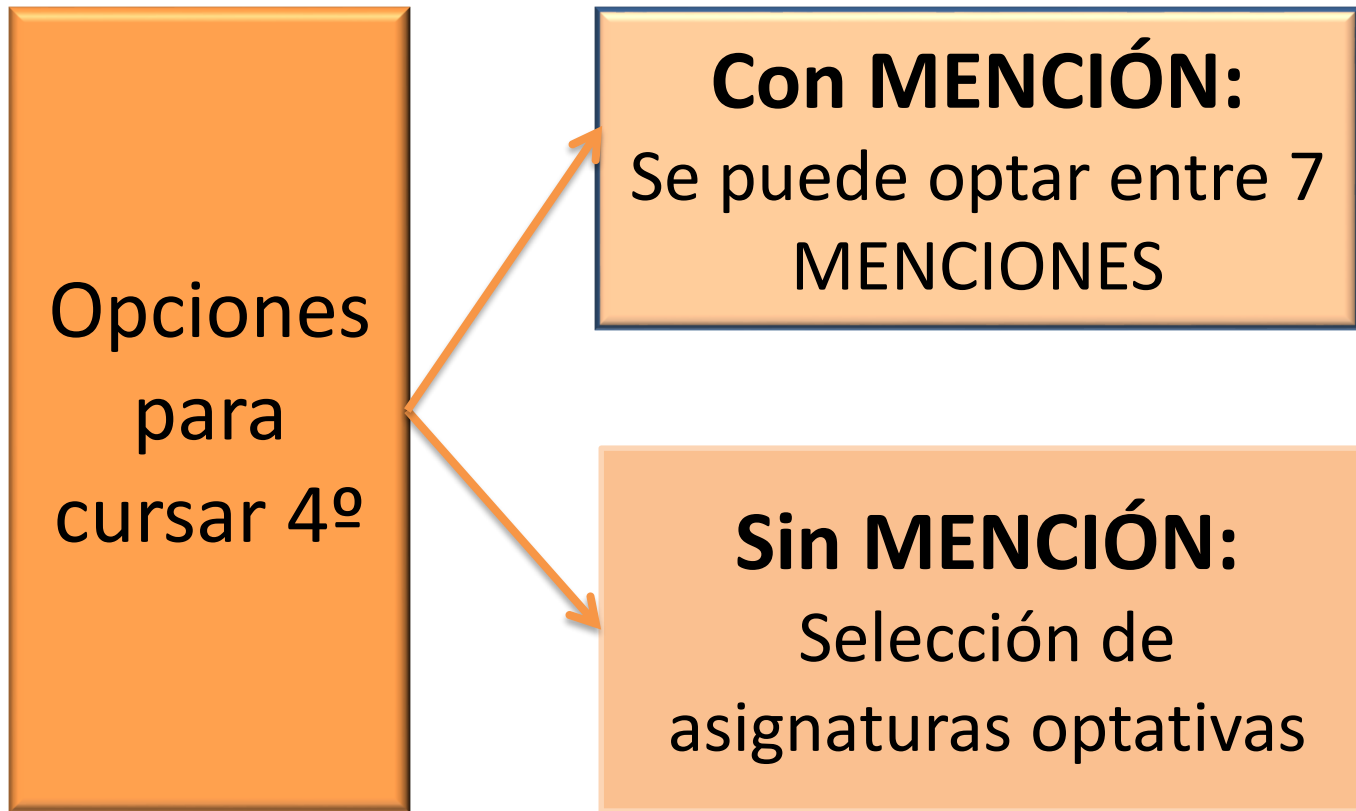 Opciones
para
cursar 4º
Con MENCIÓN:
Se puede optar entre 7
MENCIONES
Sin MENCIÓN:
Selección de
asignaturas optativas